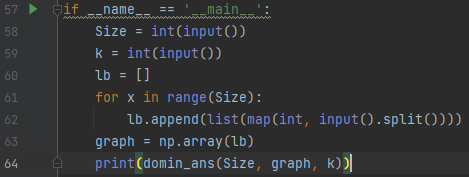 57 if __name__ == '__main__':
58 Size = int(input())
59 k = int(input())
60 lb = []
61 for x in range(Size):
62 lb.append(list(map(int, input().split())))
63 graph = np.array(lb)
64 print(domin_ans(Size, graph, k))